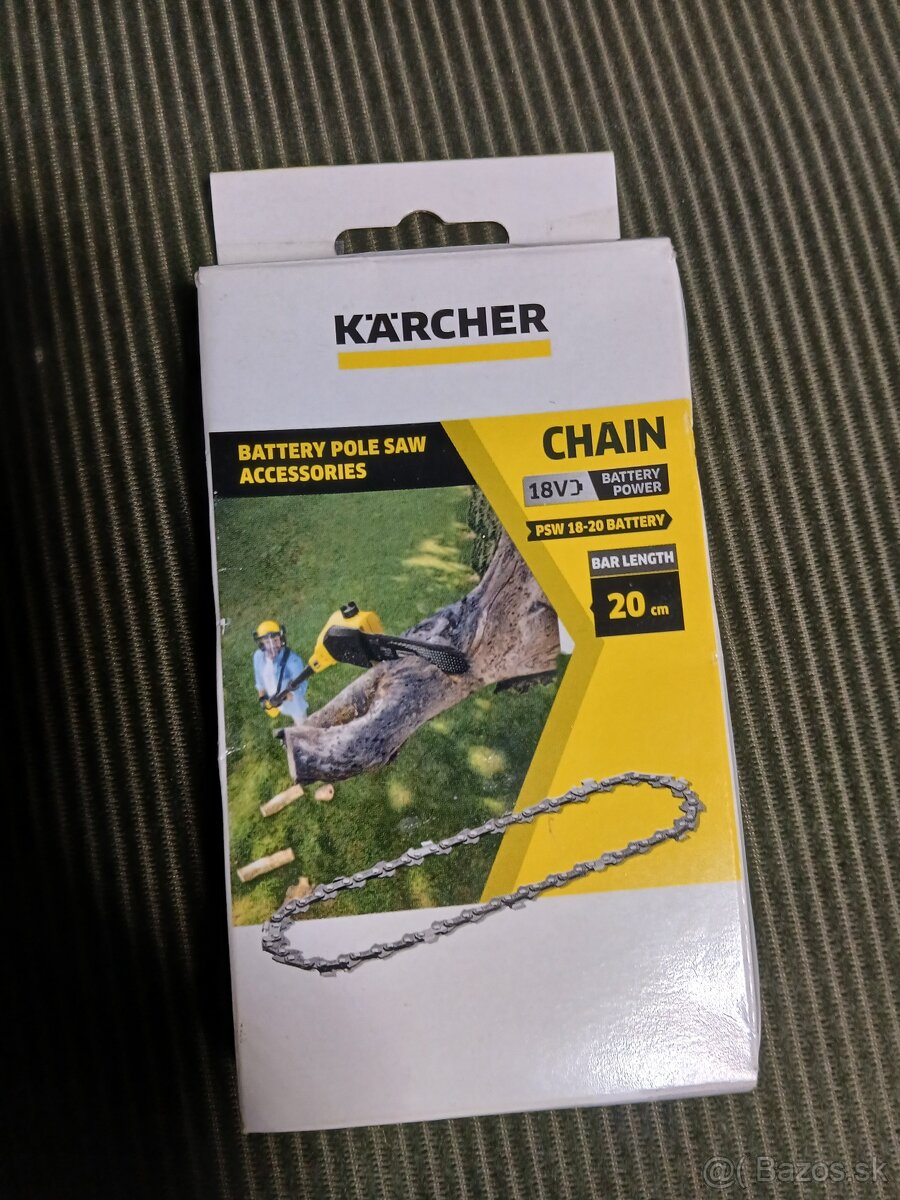 KÄRCHER
BATTERY POLE SAW
ACCESSORIES
CHAIN
18V
BATTERY
POWER
PSW 18-20 BATTERY
BAR LENGTH
20 cm
@( Bazos.sk